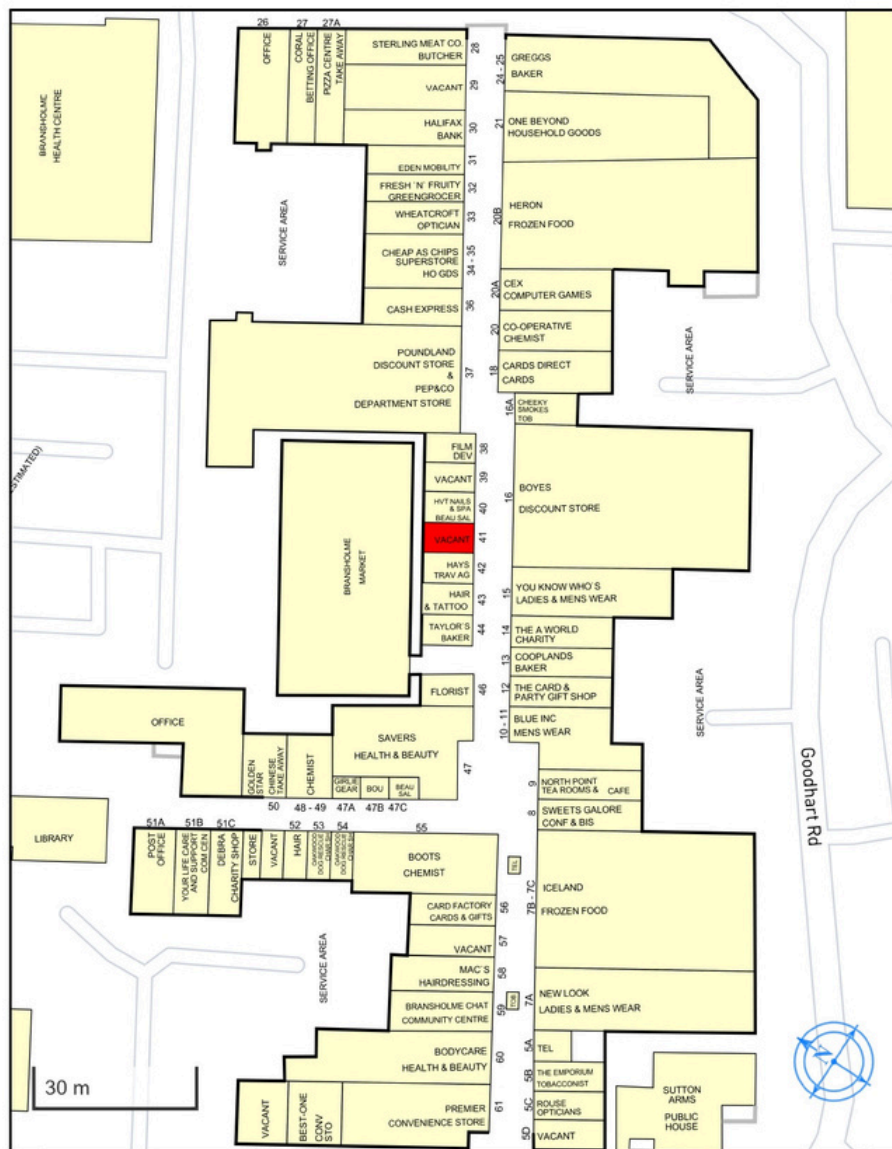 26
27
27A
OFFICE
CORAL
BETTING OFFICE
PIZZA CENTRE
TAKE AWAY
STERLING MEAT CO.
BUTCHER
28
VACANT
29
HALIFAX
BANK
30
24 - 25
GREGGS
BAKER
21
ONE BEYOND
HOUSEHOLD GOODS
BRANSHOLME
HEALTH CENTRE
SERVICE AREA
EDEN MOBILITY
31
FRESH 'N' FRUITY
GREENGROCER
32
WHEATCROFT
OPTICIAN
33
CHEAP AS CHIPS
SUPERSTORE
HO GDS
34 - 35
CASH EXPRESS
36
20B
HERON
FROZEN FOOD
20A
CEX
COMPUTER GAMES
20
CO-OPERATIVE
CHEMIST
18
CARDS DIRECT
CARDS
SERVICE AREA
POUNDLAND
DISCOUNT STORE
&
PEP&CO
DEPARTMENT STORE
37
16A
CHEEKY
SMOKES
TOB
FILM
DEV
38
VACANT
39
HVT NAILS
& SPA
BEAU SAL
40
VACANT
41
HAYS
TRAV AG
42
HAIR
& TATTOO
43
TAYLOR'S
BAKER
44
16
BOYES
DISCOUNT STORE
ESTIMATED)
BRANSHOLME
MARKET
15
YOU KNOW WHO'S
LADIES & MENS WEAR
14
THE A WORLD
CHARITY
13
COOPLANDS
BAKER
12
THE CARD &
PARTY GIFT SHOP
10 - 11
BLUE INC
MENS WEAR
SERVICE AREA
Goodhart Rd
FLORIST
46
OFFICE
SAVERS
HEALTH & BEAUTY
47
GOLDEN
STAR
CHINESE
TAKE AWAY
CHEMIST
GIRLIE
GEAR
BOU
BEAU
SAL
50
48 - 49
47A
47B
47C
9
NORTH POINT
TEA ROOMS & CAFE
8
SWEETS GALORE
CONF & BIS
LIBRARY
51A
51B
51C
52
53
54
55
POST
OFFICE
YOUR LIFE CARE
AND SUPPORT
COM CEN
DEBRA
CHARITY SHOP
STORE
VACANT
HAIR
OAKWOOD
DOG RESCUE
CHARSH
OAKWOOD
DOG RESCUE
CHARSH
BOOTS
CHEMIST
TEL
7B - 7C
ICELAND
FROZEN FOOD
CARD FACTORY
CARDS & GIFTS
56
VACANT
57
MAC'S
HAIRDRESSING
58
BRANSHOLME CHAT
COMMUNITY CENTRE
59
TOB
7A
NEW LOOK
LADIES & MENS WEAR
SERVICE AREA
BODYCARE
HEALTH & BEAUTY
60
5A
TEL
5B
THE EMPORIUM
TOBACCONIST
5C
ROUSE
OPTICIANS
5D
VACANT
SUTTON
ARMS
PUBLIC
HOUSE
30 m
VACANT
BEST-ONE
CONV
STO
PREMIER
CONVENIENCE STORE
61
N